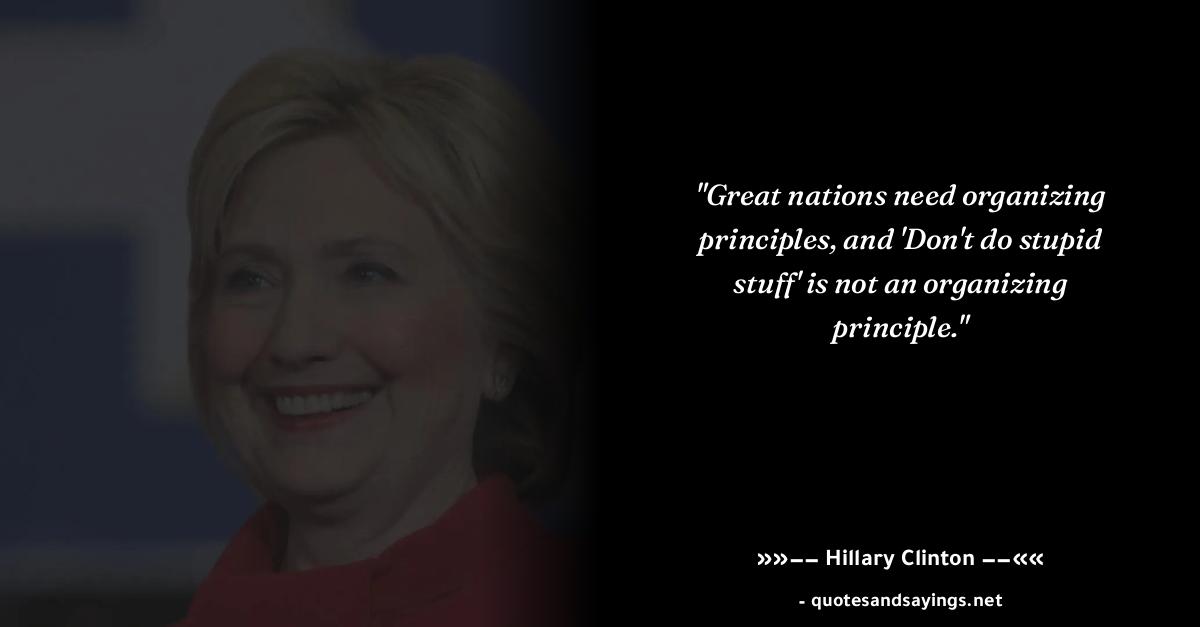 "Great nations need organizing
principles, and 'Don't do stupid
stuff' is not an organizing
principle."
»»−− Hillary Clinton −−««
- quotesandsayings.net